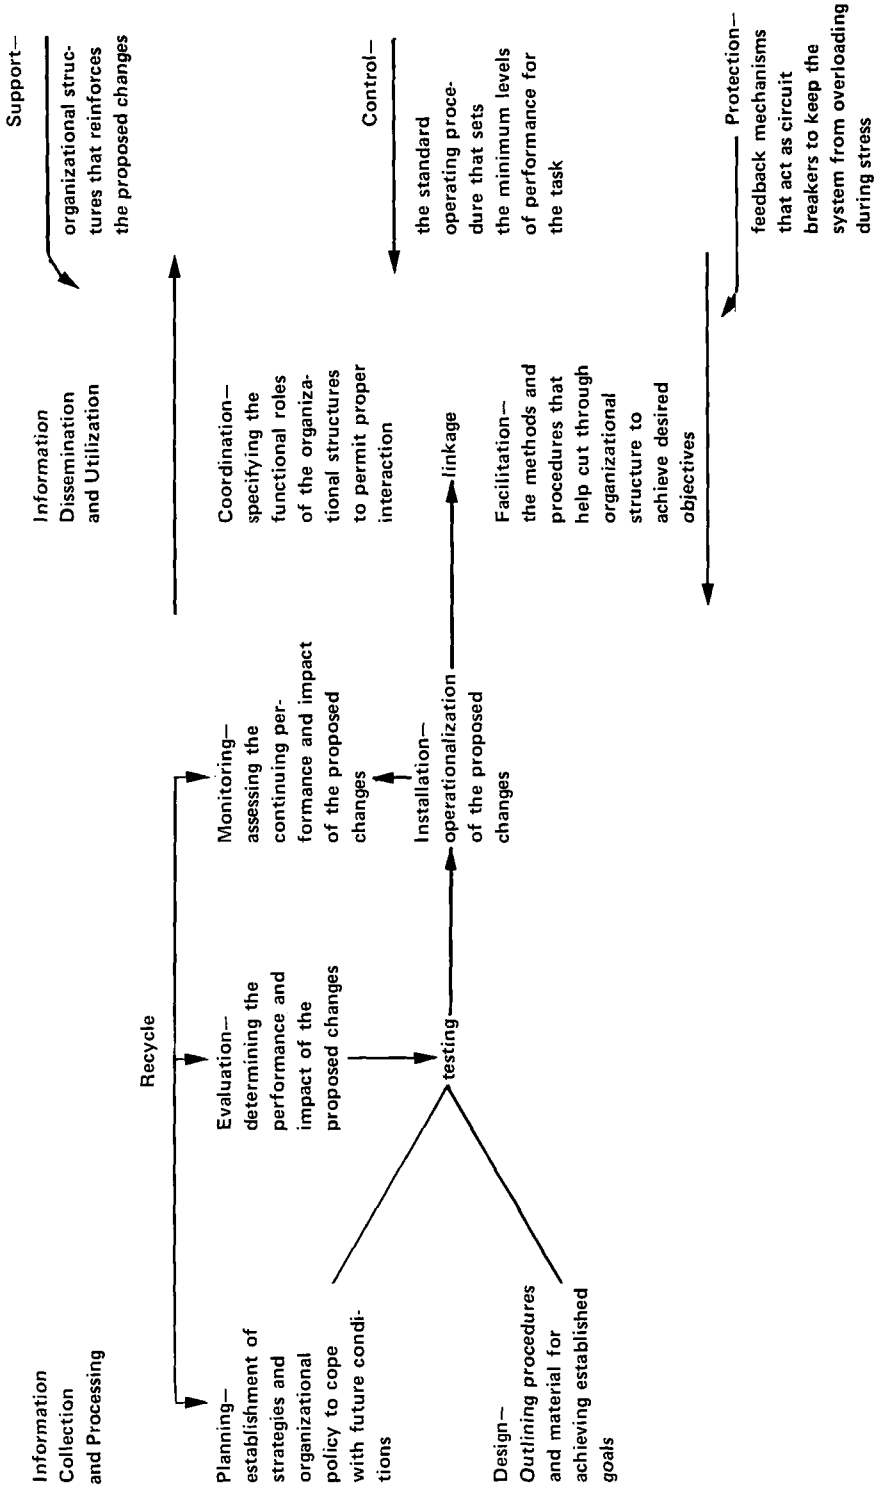 Information
Collection
and Processing
Recycle
Information
Dissemination
and Utilization
Support—
organizational struc-
tures that reinforces
the proposed changes
Planning—
establishment of
strategies and
organizational
policy to cope
with future condi-
tions
Evaluation—
determining the
performance and
impact of the
proposed changes
Monitoring—
assessing the
continuing per-
formance and impact
of the proposed
changes
Coordination—
specifying the
functional roles
of the organiza-
tional structures
to permit proper
interaction
Control—
the standard
operating proce-
dure that sets
the minimum levels
of performance for
the task
testing
Installation—
operationalization
of the proposed
changes
linkage
Design—
Outlining procedures
and material for
achieving established
goals
Facilitation—
the methods and
procedures that
help cut through
organizational
structure to
achieve desired
objectives
Protection—
feedback mechanisms
that act as circuit
breakers to keep the
system from overloading
during stress